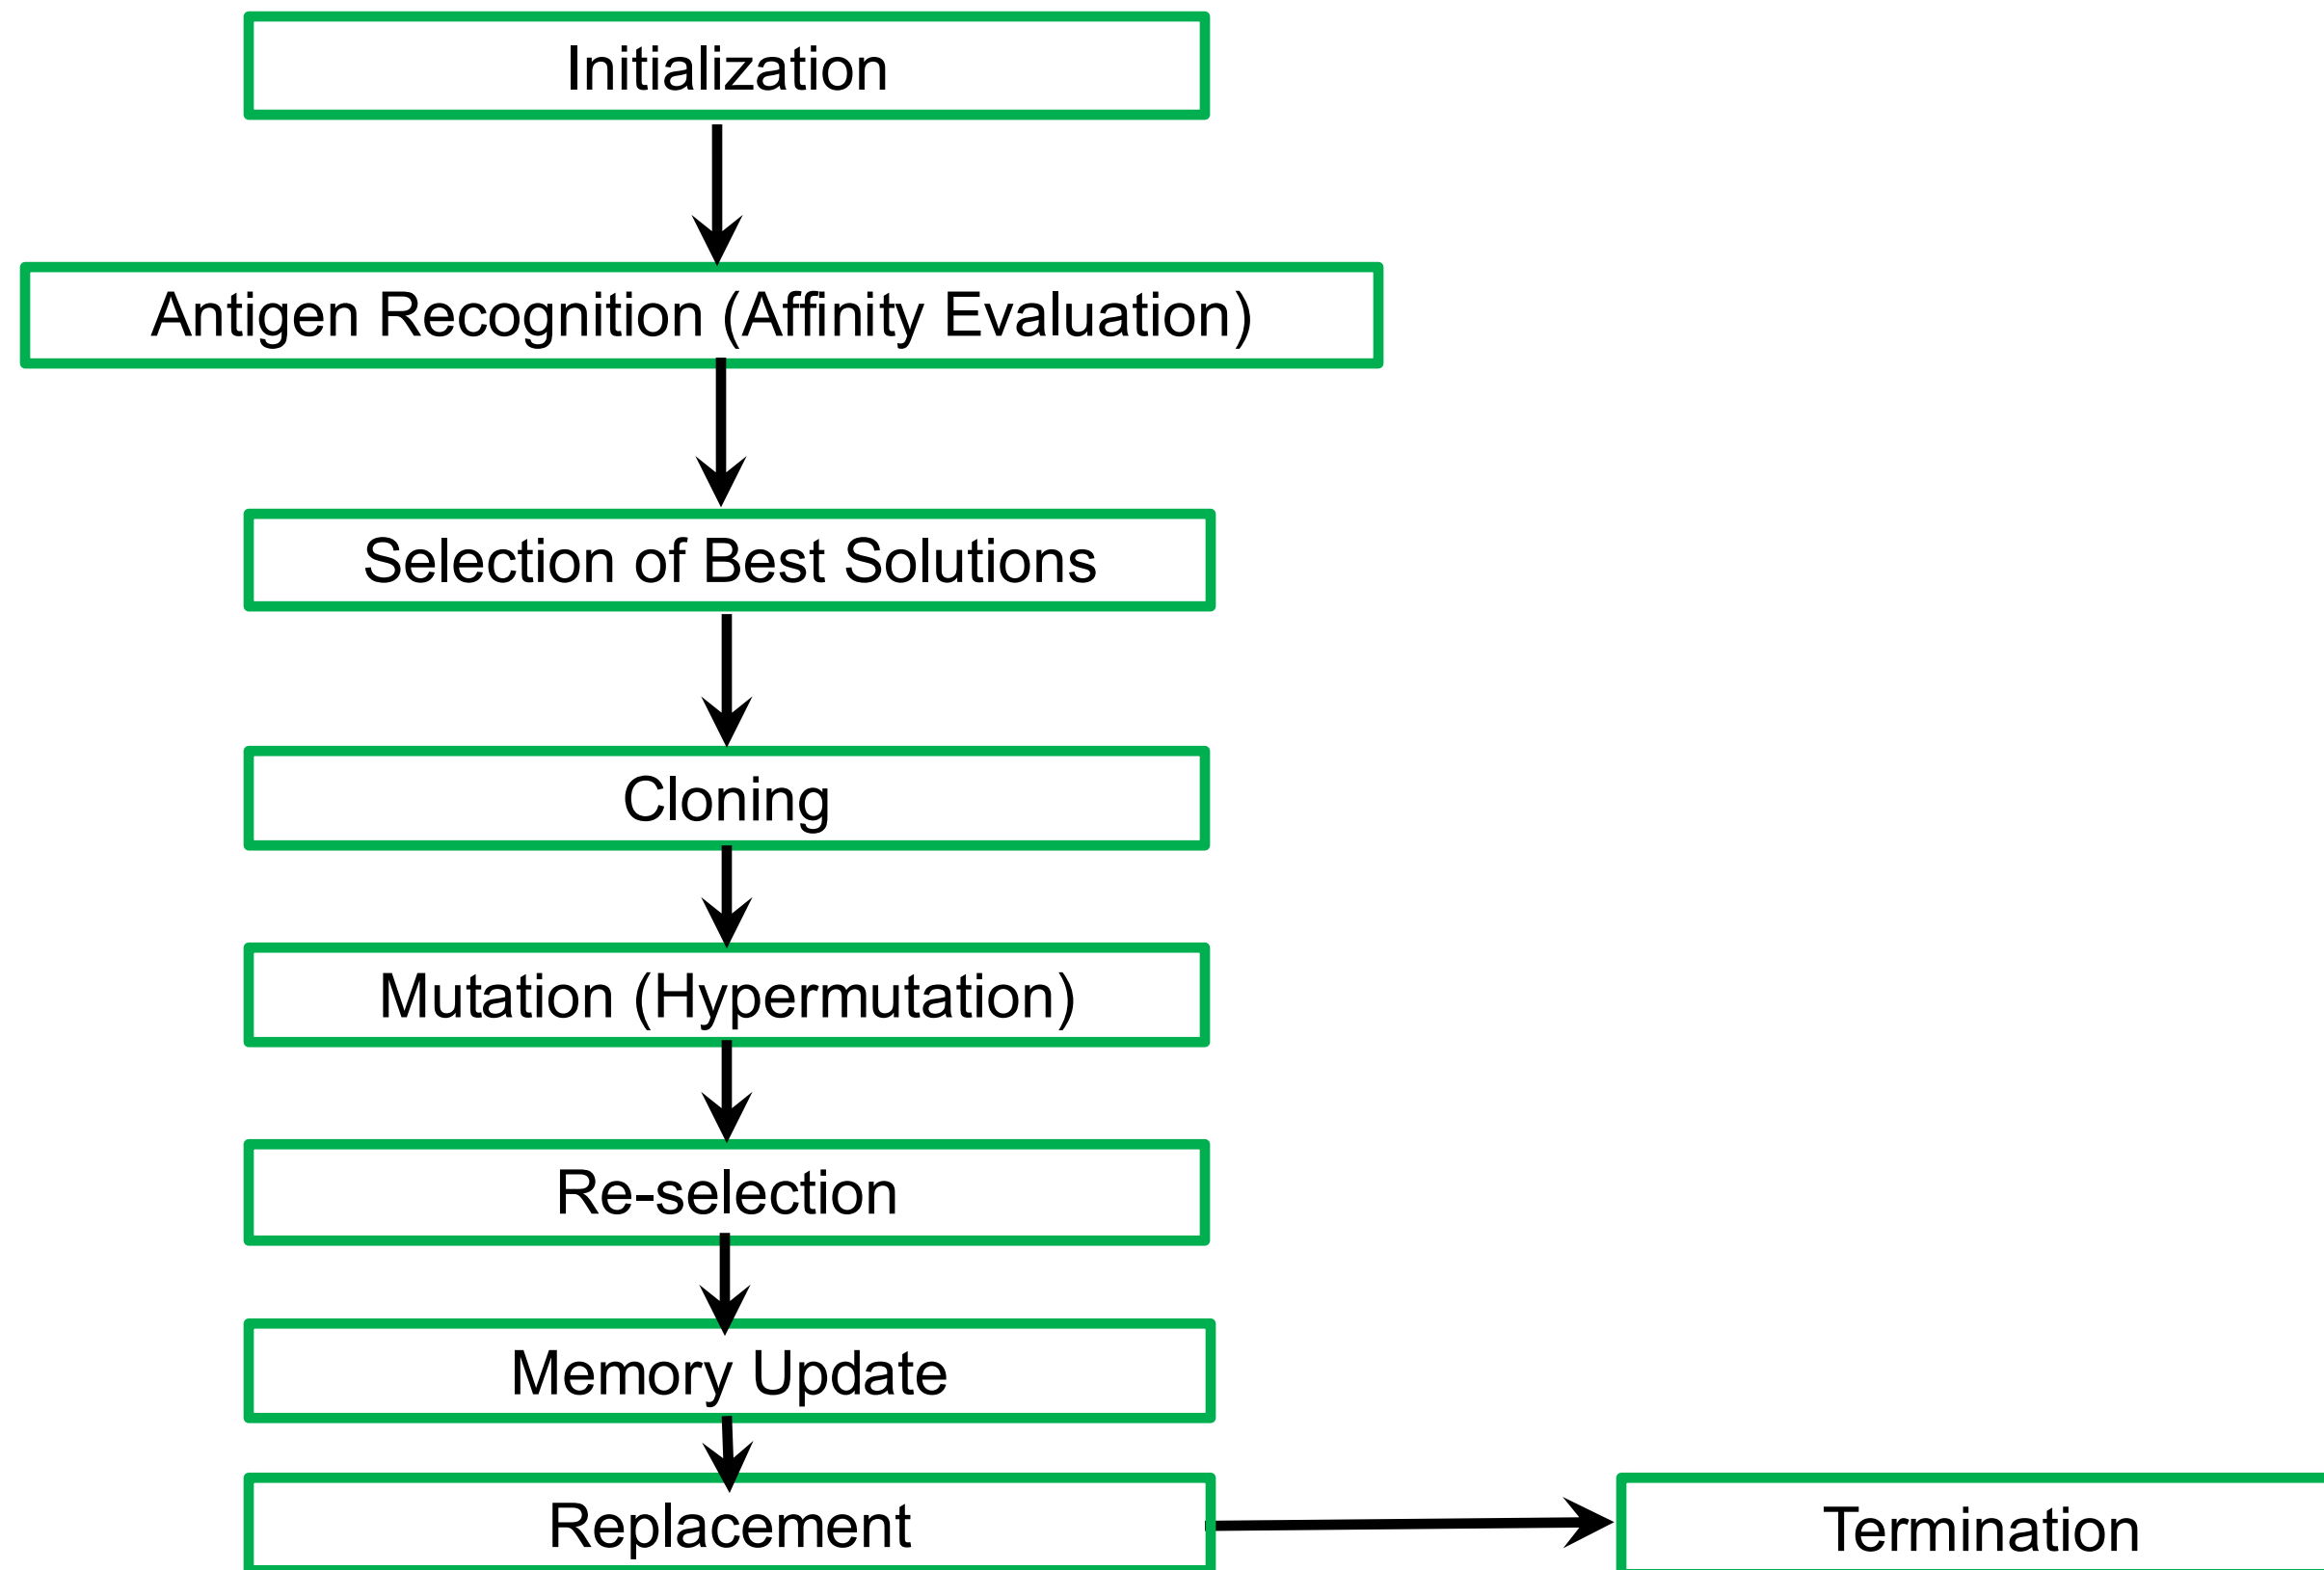 Initialization
Antigen Recognition (Affinity Evaluation)
Selection of Best Solutions
Cloning
Mutation (Hypermutation)
Re-selection
Memory Update
Replacement
Termination